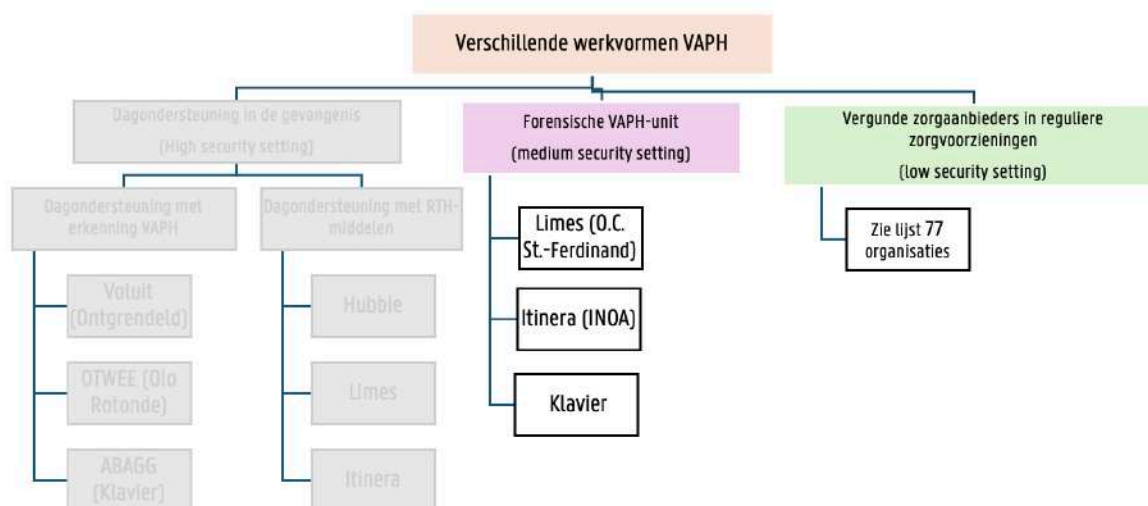 Verschillende werkvormen VAPH
Dagondersteuning in de gevangenis
(High security setting)
Dagondersteuning met
erkenning VAPH
Voluit
(Ontgrendeld)
OTWEE (Olo
Rotonde)
ABAGG
(Klavier)
Dagondersteuning met RTH-
middelen
Hubbie
Limes
Itinera
Forensische VAPH-unit
(medium security setting)
Limes (O.C.
St.-Ferdinand)
Itinera (INOA)
Klavier
Vergunde zorgaanbieders in reguliere
zorgvoorzieningen
(low security setting)
Zie lijst 77
organisaties